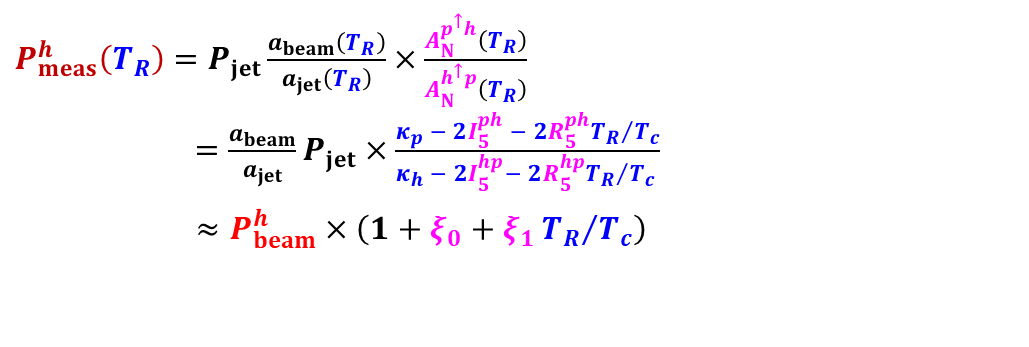 P^h_meas(T_R) = P_jet a_beam(T_R)/a_jet(T_R) × A_N^{p↑h}(T_R)/A_N^{h↑p}(T_R)
= a_beam/a_jet P_jet × (κ_p − 2I_5^{ph} − 2R_5^{ph}T_R/T_c)/(κ_h − 2I_5^{hp} − 2R_5^{hp}T_R/T_c)
≈ P^h_beam × (1 + ξ_0 + ξ_1 T_R/T_c)